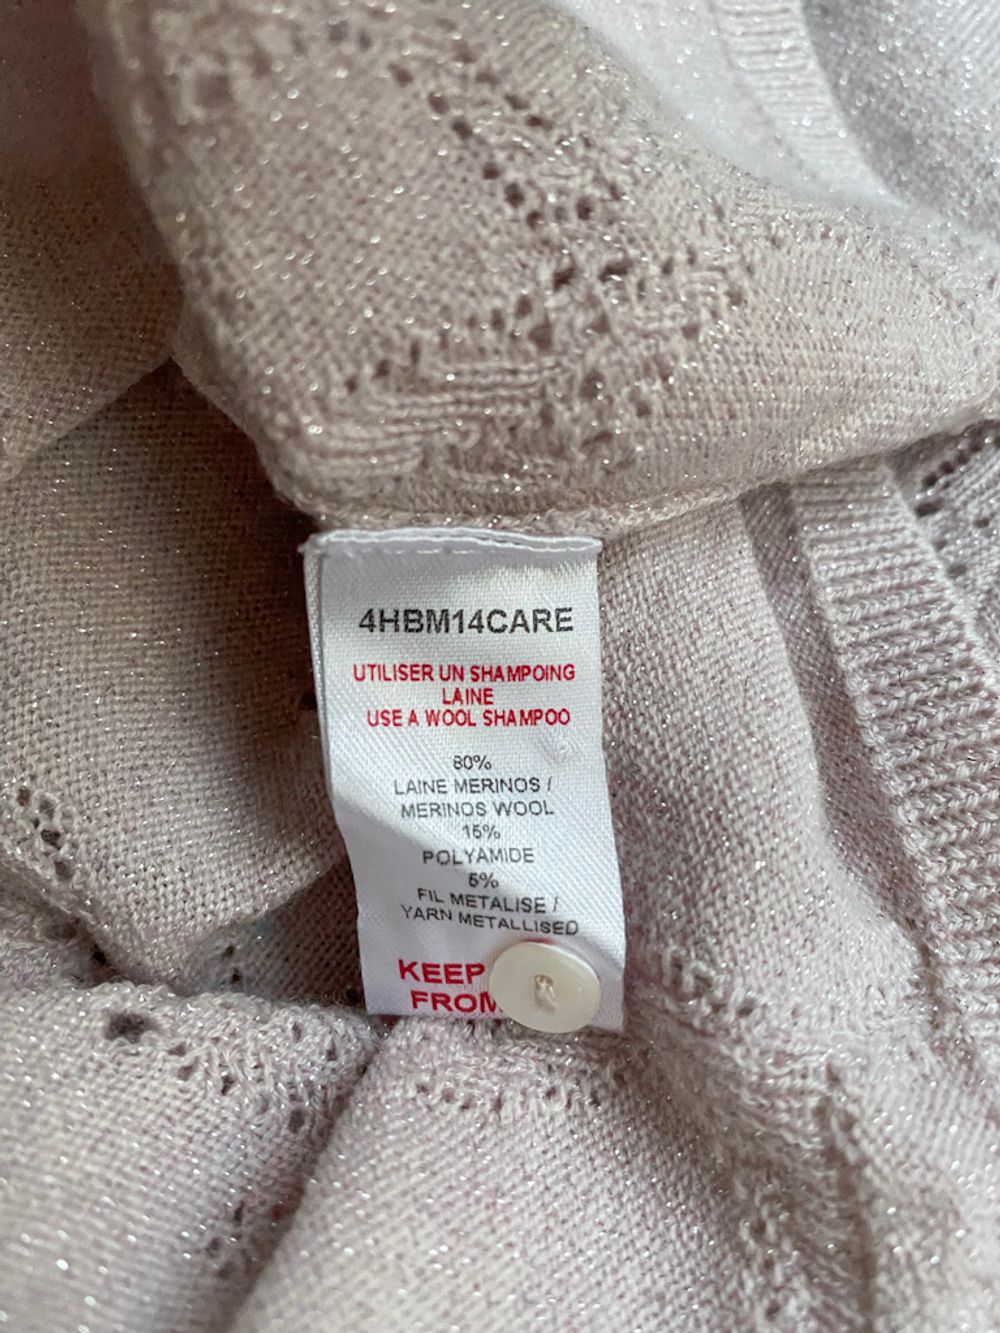 4HBM14CARE
UTILISER UN SHAMPOING
LAINE
USE A WOOL SHAMPOO
80%
LAINE MERINOS /
MERINOS WOOL
15%
POLYAMIDE
5%
FIL METALISE /
YARN METALLISED
KEEP
FROM